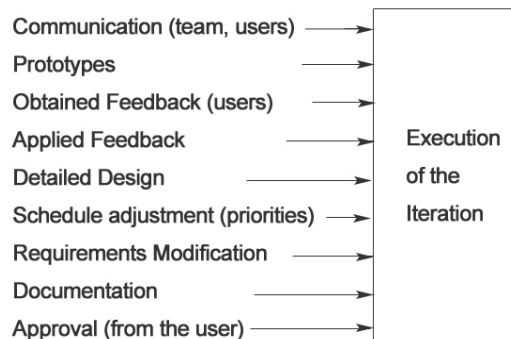 Communication (team, users)
Prototypes
Obtained Feedback (users)
Applied Feedback
Detailed Design
Schedule adjustment (priorities)
Requirements Modification
Documentation
Approval (from the user)
Execution
of the
Iteration